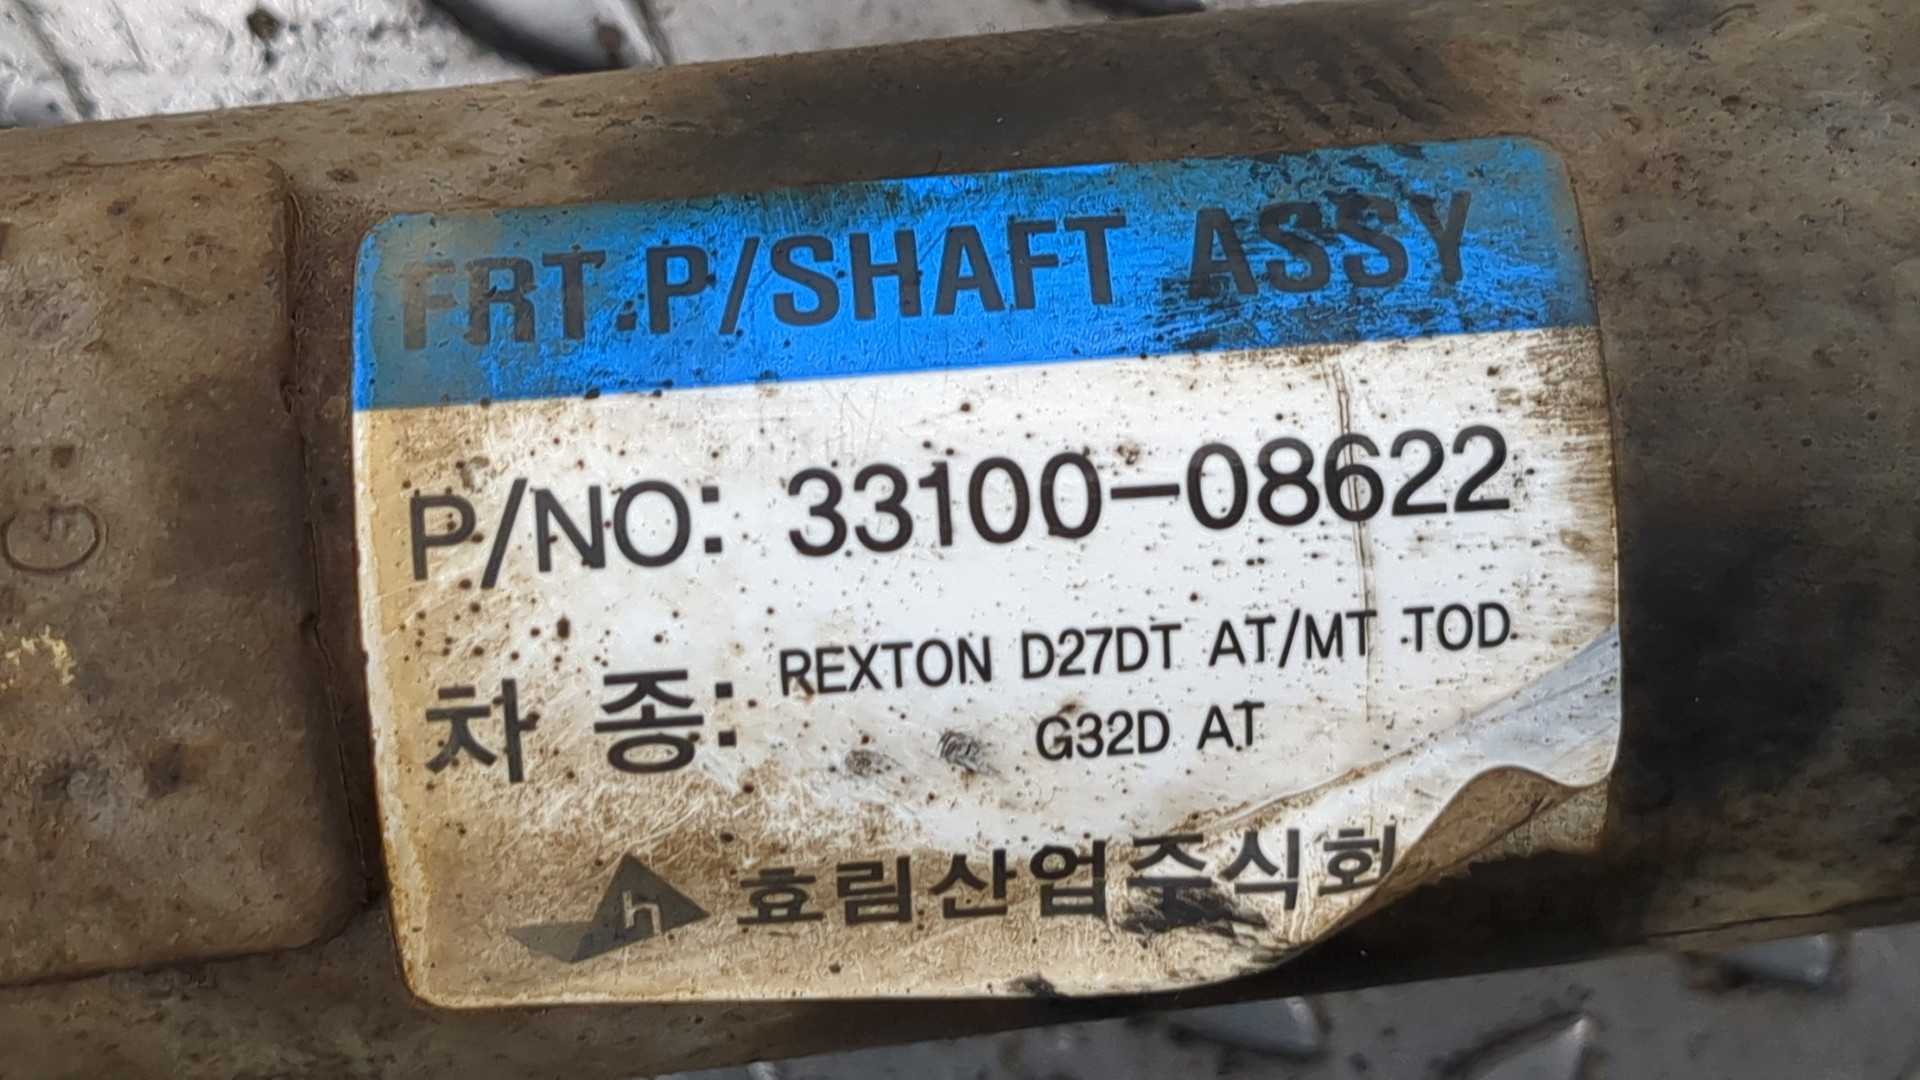 FRT.P/SHAFT ASSY
P/NO: 33100-08622
차 종: REXTON D27DT AT/MT TOD
G32D AT
효림산업주식회
G